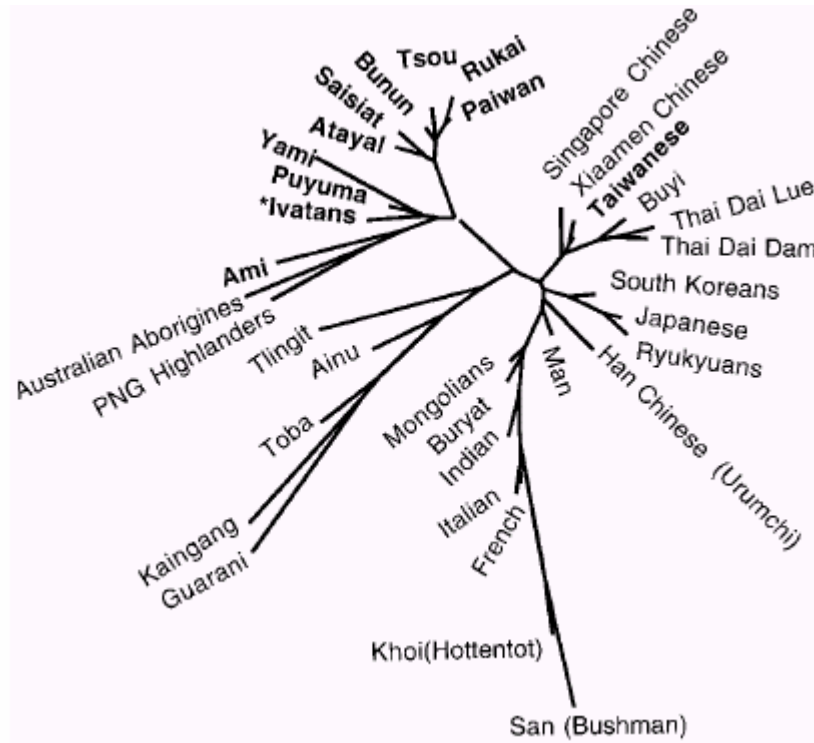 Tsou
Rukai
Bunun
Paiwan
Saisiat
Atayal
Yami
Puyuma
*Ivatans
Ami
Australian Aborigines
PNG Highlanders
Singapore Chinese
Xiaamen Chinese
Taiwanese
Buyi
Thai Dai Lue
Thai Dai Dam
South Koreans
Japanese
Ryukyuans
Han Chinese (Urumchi)
Man
Tlingit
Ainu
Toba
Kaingang
Guarani
Mongolians
Buryat
Indian
Italian
French
Khoi(Hottentot)
San (Bushman)